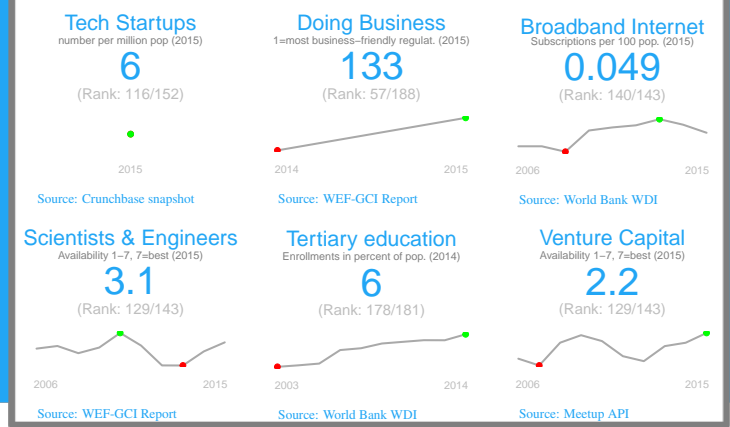 Tech Startups
number per million pop (2015)
6
(Rank: 116/152)
2015
Source: Crunchbase snapshot
Doing Business
1=most business−friendly regulat. (2015)
133
(Rank: 57/188)
2014 2015
Source: WEF-GCI Report
Broadband Internet
Subscriptions per 100 pop. (2015)
0.049
(Rank: 140/143)
2006 2015
Source: World Bank WDI
Scientists & Engineers
Availability 1−7, 7=best (2015)
3.1
(Rank: 129/143)
2006 2015
Source: WEF-GCI Report
Tertiary education
Enrollments in percent of pop. (2014)
6
(Rank: 178/181)
2003 2014
Source: World Bank WDI
Venture Capital
Availability 1−7, 7=best (2015)
2.2
(Rank: 129/143)
2006 2015
Source: Meetup API